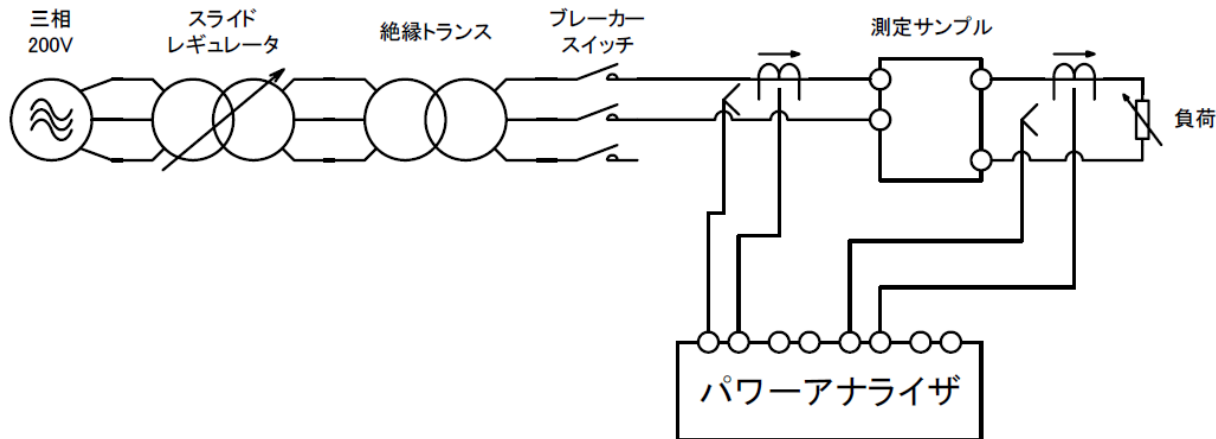 三相
200V
スライド
レギュレータ
絶縁トランス
ブレーカー
スイッチ
測定サンプル
負荷
パワーアナライザ